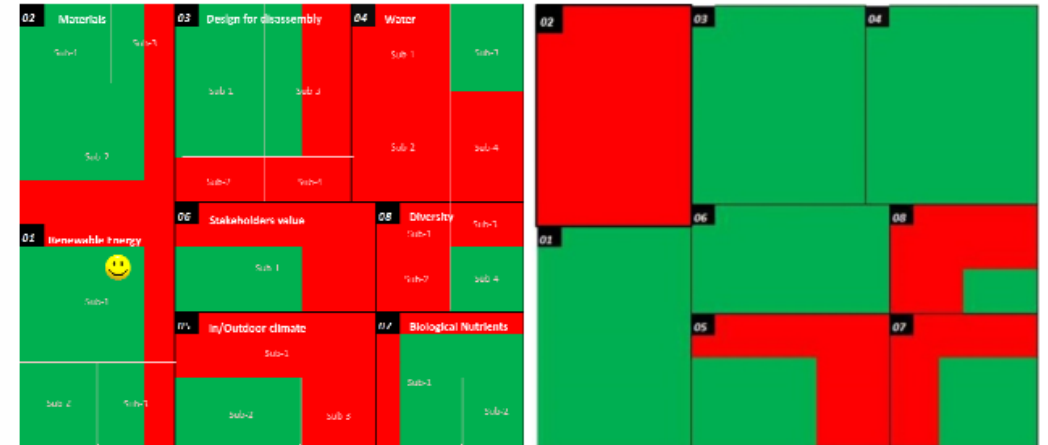 02 Materials
Sub-1
Sub-3
Sub-2
03 Design for disassembly
Sub 1
Sub 3
Sub-2
Sub-4
04 Water
Sub 1
Sub-3
Sub 2
Sub-4
01 Renewable Energy
Sub-1
Sub 2
Sub-3
06 Stakeholders value
Sub 1
08 Diversity
Sub-1
Sub-3
Sub-2
Sub 4
05 In/Outdoor climate
Sub-1
Sub-2
Sub 3
07 Biological Nutrients
Sub-1
Sub-2
02
03
04
01
06
08
05
07